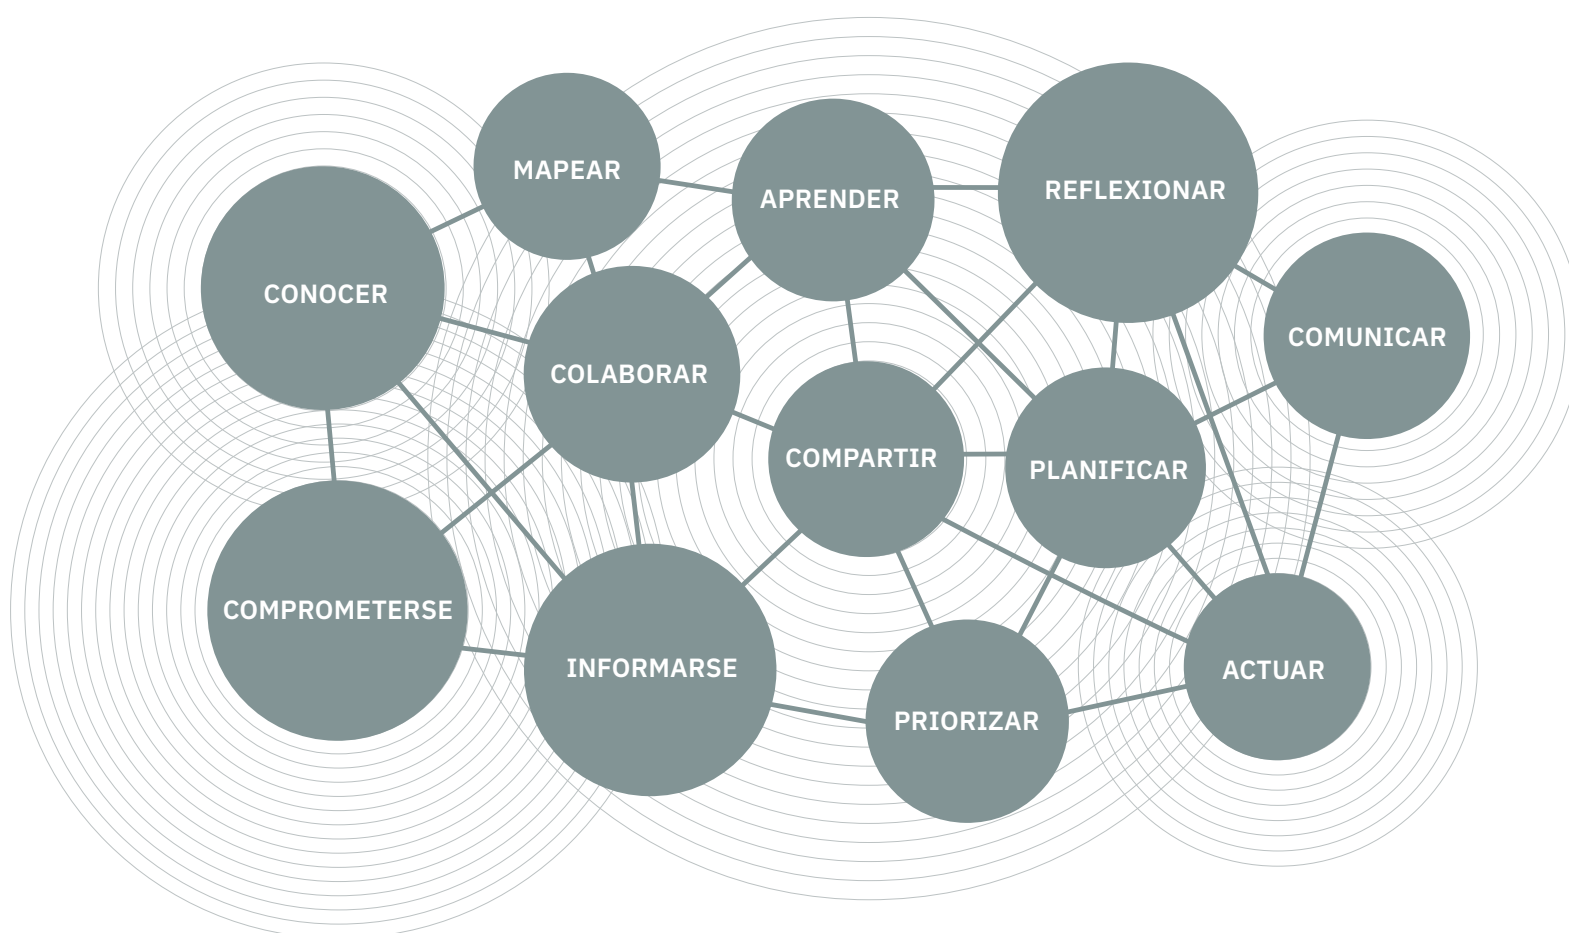 MAPEAR
APRENDER
REFLEXIONAR
CONOCER
COMUNICAR
COLABORAR
COMPARTIR
PLANIFICAR
COMPROMETERSE
INFORMARSE
ACTUAR
PRIORIZAR